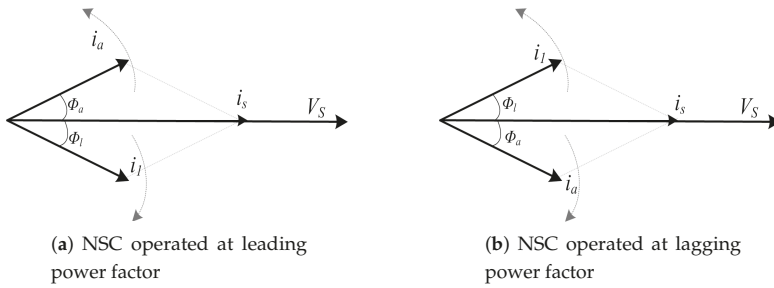 i_a
Φ_a
Φ_l
i_l
i_s
V_S
(a) NSC operated at leading
power factor
i_l
Φ_l
Φ_a
i_a
i_s
V_S
(b) NSC operated at lagging
power factor